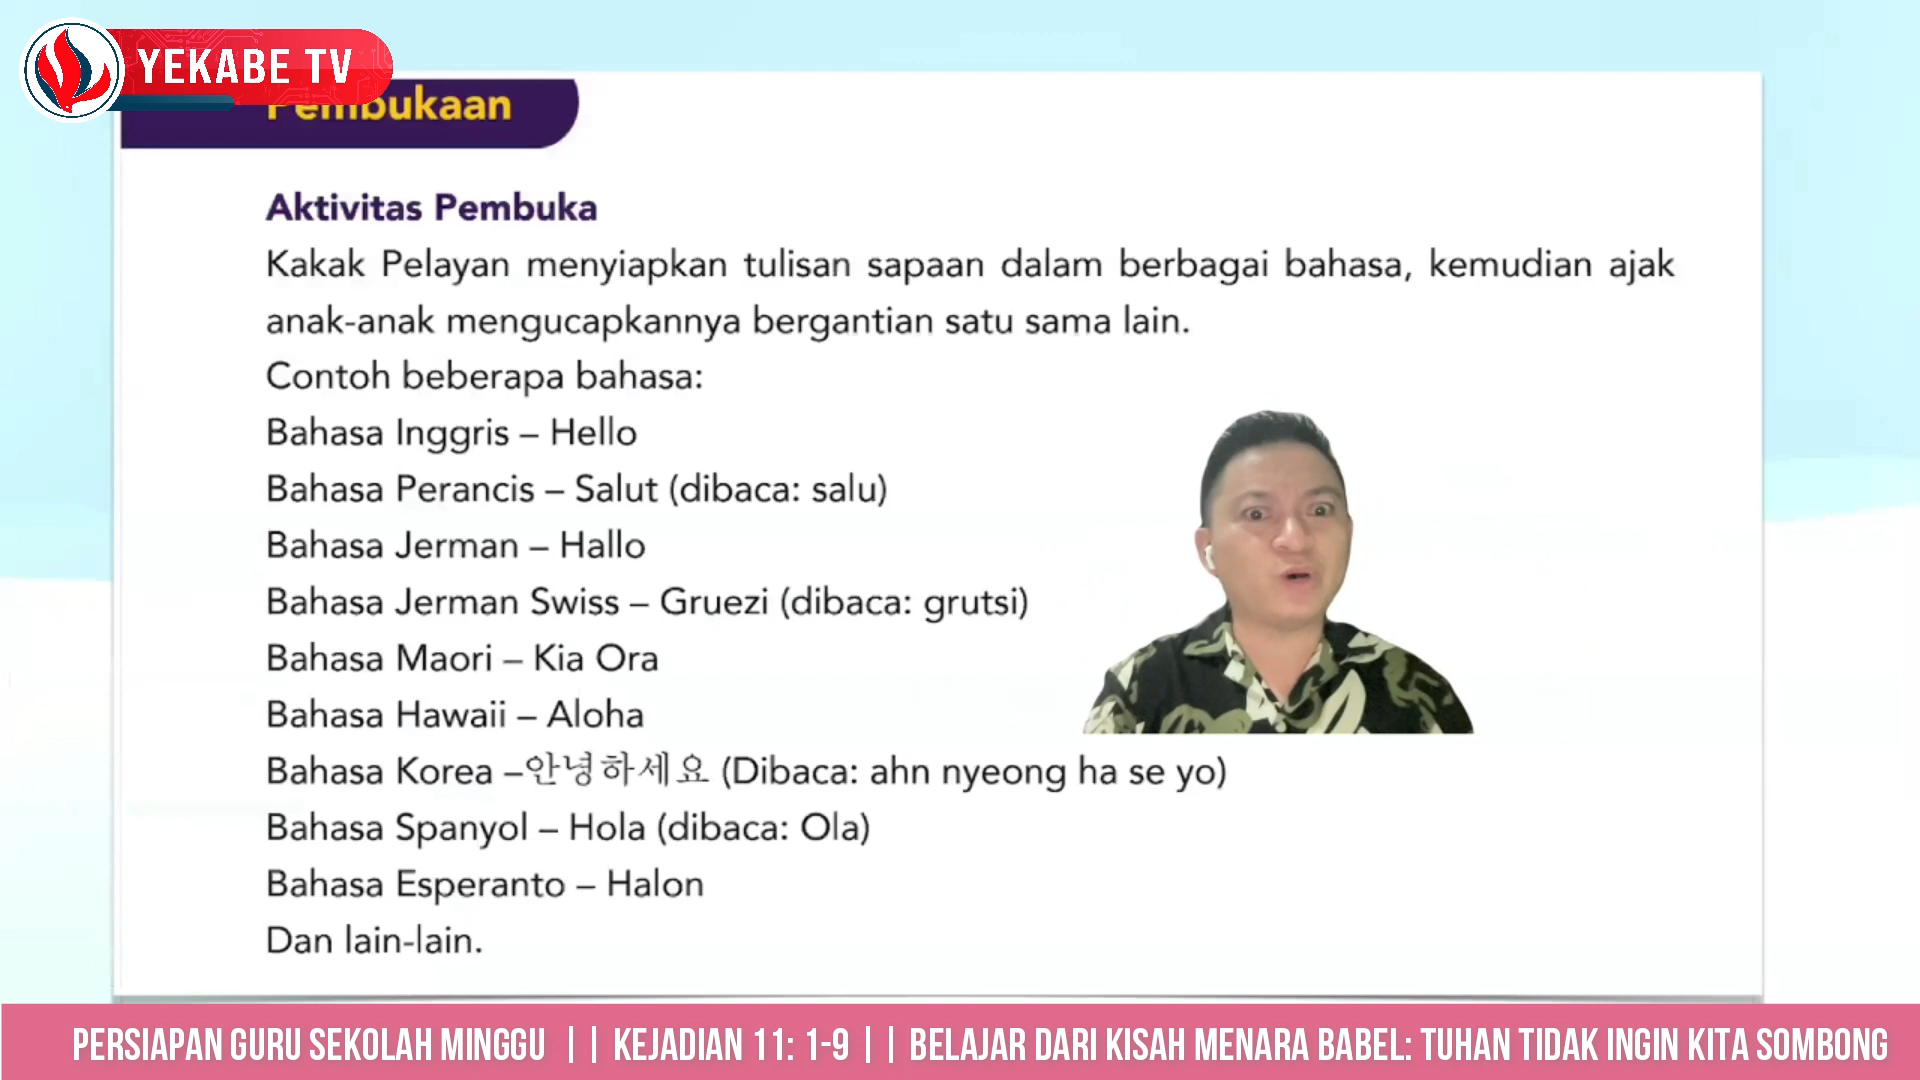 YEKABE TV
Pembukaan
Aktivitas Pembuka
Kakak Pelayan menyiapkan tulisan sapaan dalam berbagai bahasa, kemudian ajak
anak-anak mengucapkannya bergantian satu sama lain.
Contoh beberapa bahasa:
Bahasa Inggris – Hello
Bahasa Perancis – Salut (dibaca: salu)
Bahasa Jerman – Hallo
Bahasa Jerman Swiss – Gruezi (dibaca: grutsi)
Bahasa Maori – Kia Ora
Bahasa Hawaii – Aloha
Bahasa Korea –안녕하세요 (Dibaca: ahn nyeong ha se yo)
Bahasa Spanyol – Hola (dibaca: Ola)
Bahasa Esperanto – Halon
Dan lain-lain.
PERSIAPAN GURU SEKOLAH MINGGU || KEJADIAN 11: 1-9 || BELAJAR DARI KISAH MENARA BABEL: TUHAN TIDAK INGIN KITA SOMBONG